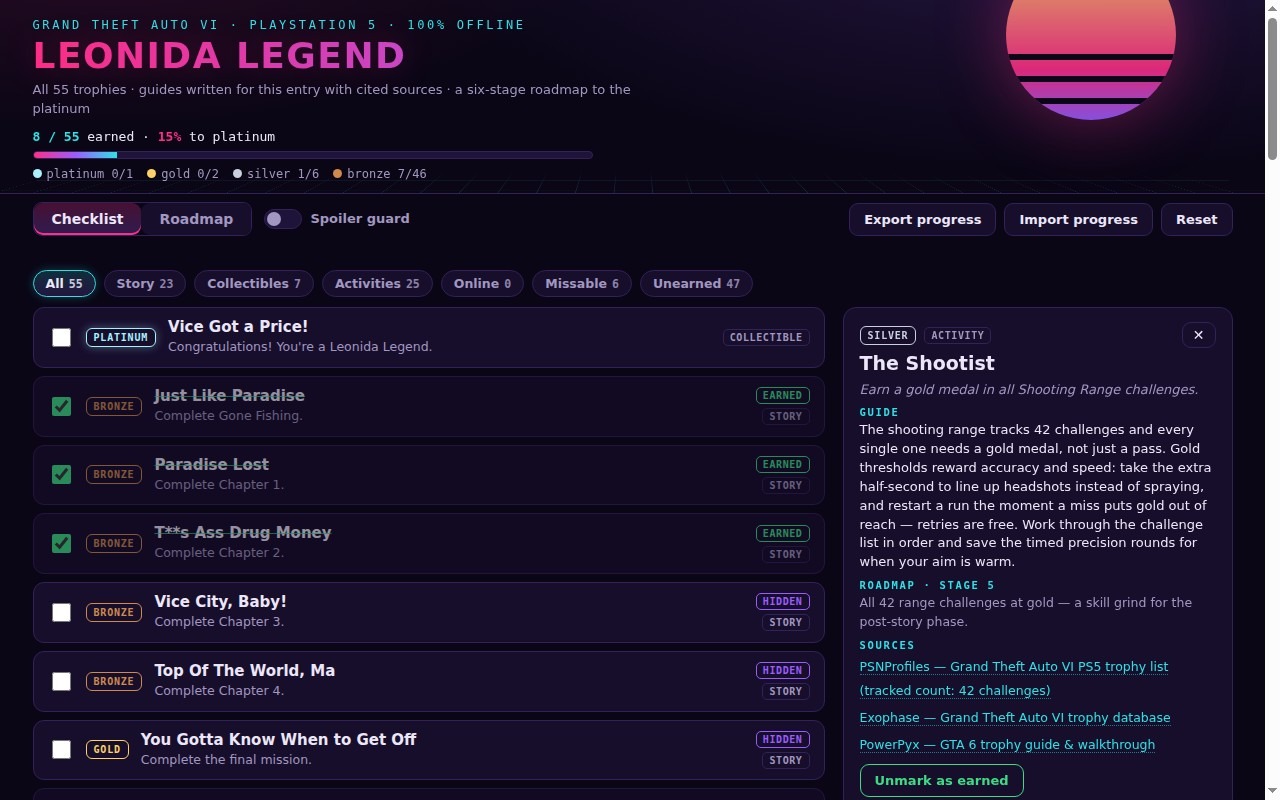 GRAND THEFT AUTO VI · PLAYSTATION 5 · 100% OFFLINE
LEONIDA LEGEND
All 55 trophies · guides written for this entry with cited sources · a six-stage roadmap to the
platinum
8 / 55 earned · 15% to platinum
platinum 0/1 gold 0/2 silver 1/6 bronze 7/46
Checklist Roadmap Spoiler guard Export progress Import progress Reset
All 55 Story 23 Collectibles 7 Activities 25 Online 0 Missable 6 Unearned 47
PLATINUM
Vice Got a Price!
Congratulations! You're a Leonida Legend.
COLLECTIBLE
BRONZE
Just Like Paradise
Complete Gone Fishing.
EARNED
STORY
BRONZE
Paradise Lost
Complete Chapter 1.
EARNED
STORY
BRONZE
T**s Ass Drug Money
Complete Chapter 2.
EARNED
STORY
BRONZE
Vice City, Baby!
Complete Chapter 3.
HIDDEN
STORY
BRONZE
Top Of The World, Ma
Complete Chapter 4.
HIDDEN
STORY
GOLD
You Gotta Know When to Get Off
Complete the final mission.
HIDDEN
STORY
SILVER ACTIVITY ✕
The Shootist
Earn a gold medal in all Shooting Range challenges.
GUIDE
The shooting range tracks 42 challenges and every
single one needs a gold medal, not just a pass. Gold
thresholds reward accuracy and speed: take the extra
half-second to line up headshots instead of spraying,
and restart a run the moment a miss puts gold out of
reach — retries are free. Work through the challenge
list in order and save the timed precision rounds for
when your aim is warm.
ROADMAP · STAGE 5
All 42 range challenges at gold — a skill grind for the
post-story phase.
SOURCES
PSNProfiles — Grand Theft Auto VI PS5 trophy list
(tracked count: 42 challenges)
Exophase — Grand Theft Auto VI trophy database
PowerPyx — GTA 6 trophy guide & walkthrough
Unmark as earned